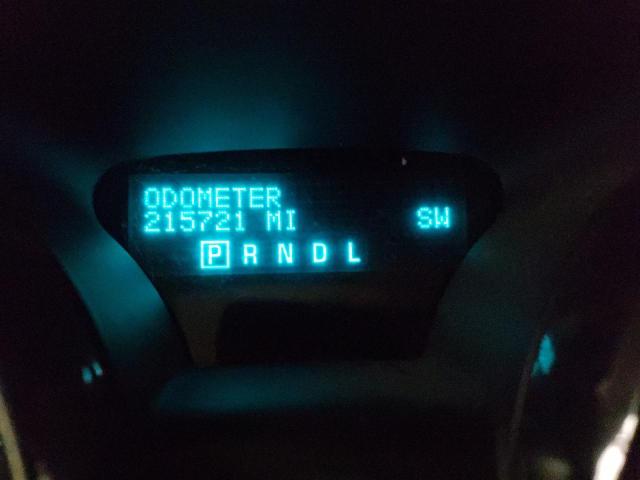 ODOMETER
215721 MI SW
P R N D L